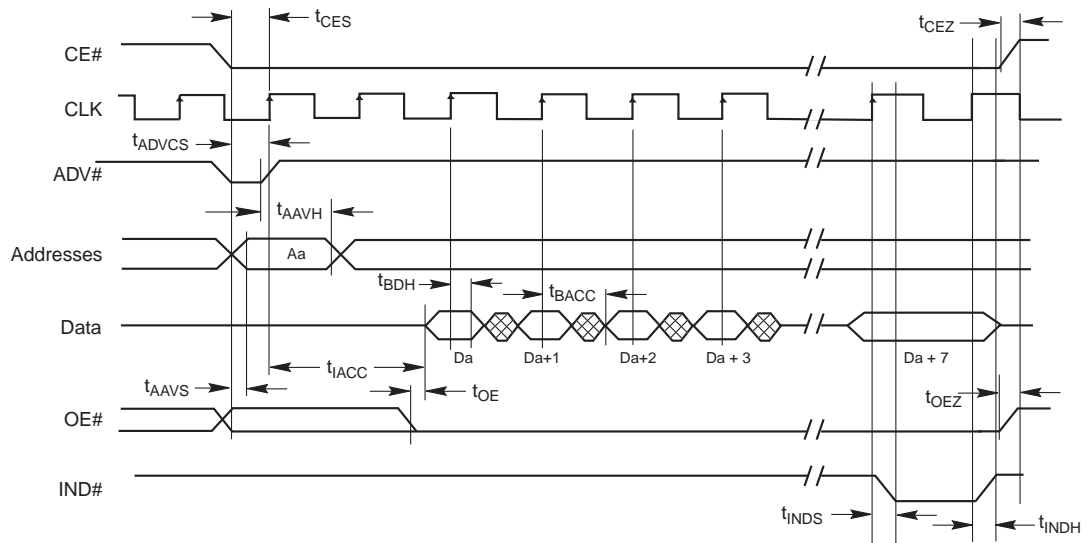 tCES
tCEZ
CE#
CLK
tADVCS
ADV#
tAAVH
Addresses
Aa
tBDH
tBACC
Data
Da
Da+1
Da+2
Da + 3
Da + 7
tIACC
tAAVS
tOE
tOEZ
OE#
IND#
tINDS
tINDH